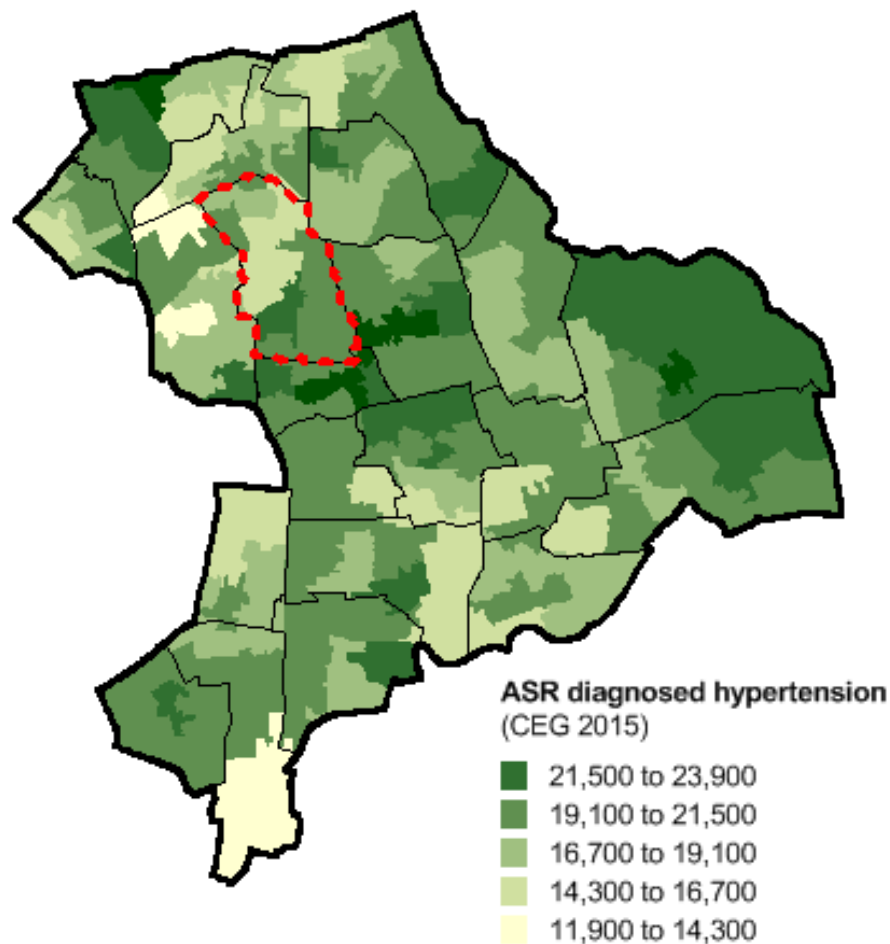 ASR diagnosed hypertension
(CEG 2015)
21,500 to 23,900
19,100 to 21,500
16,700 to 19,100
14,300 to 16,700
11,900 to 14,300